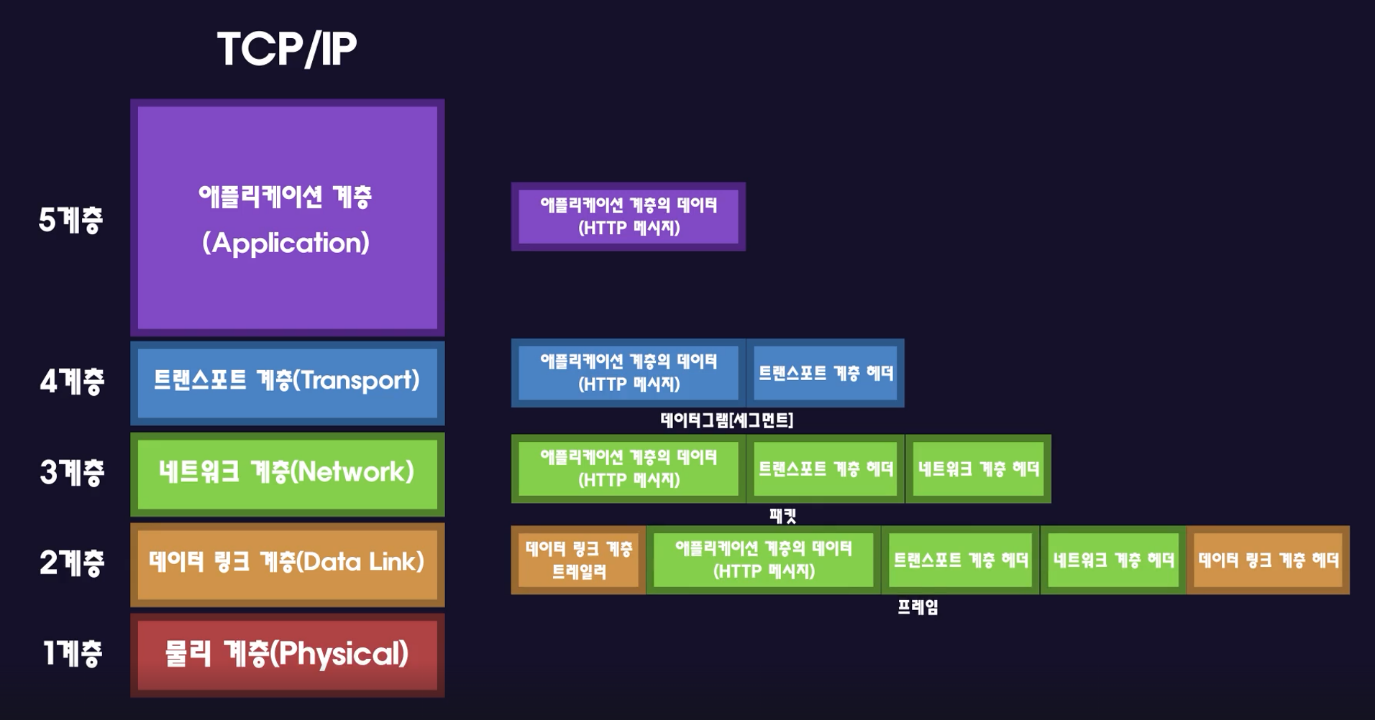 TCP/IP
5계층
애플리케이션 계층
(Application)
애플리케이션 계층의 데이터
(HTTP 메시지)
4계층
트랜스포트 계층(Transport)
애플리케이션 계층의 데이터
(HTTP 메시지)
트랜스포트 계층 헤더
데이터그램[세그먼트]
3계층
네트워크 계층(Network)
애플리케이션 계층의 데이터
(HTTP 메시지)
트랜스포트 계층 헤더
네트워크 계층 헤더
패킷
2계층
데이터 링크 계층(Data Link)
데이터 링크 계층
트레일러
애플리케이션 계층의 데이터
(HTTP 메시지)
트랜스포트 계층 헤더
네트워크 계층 헤더
데이터 링크 계층 헤더
프레임
1계층
물리 계층(Physical)